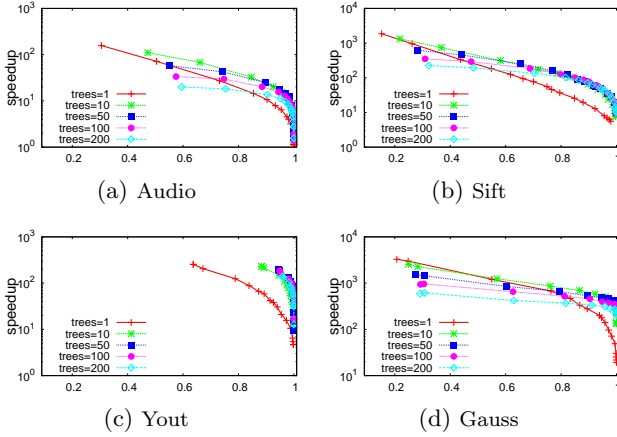 10³
10²
10¹
10⁰
speedup
trees=1
trees=10
trees=50
trees=100
trees=200
0.2 0.4 0.6 0.8 1
(a) Audio
10⁴
10³
10²
10¹
10⁰
speedup
trees=1
trees=10
trees=50
trees=100
trees=200
0.2 0.4 0.6 0.8 1
(b) Sift
10³
10²
10¹
10⁰
speedup
trees=1
trees=10
trees=50
trees=100
trees=200
0.2 0.4 0.6 0.8 1
(c) Yout
10⁴
10³
10²
10¹
speedup
trees=1
trees=10
trees=50
trees=100
trees=200
0.2 0.4 0.6 0.8 1
(d) Gauss